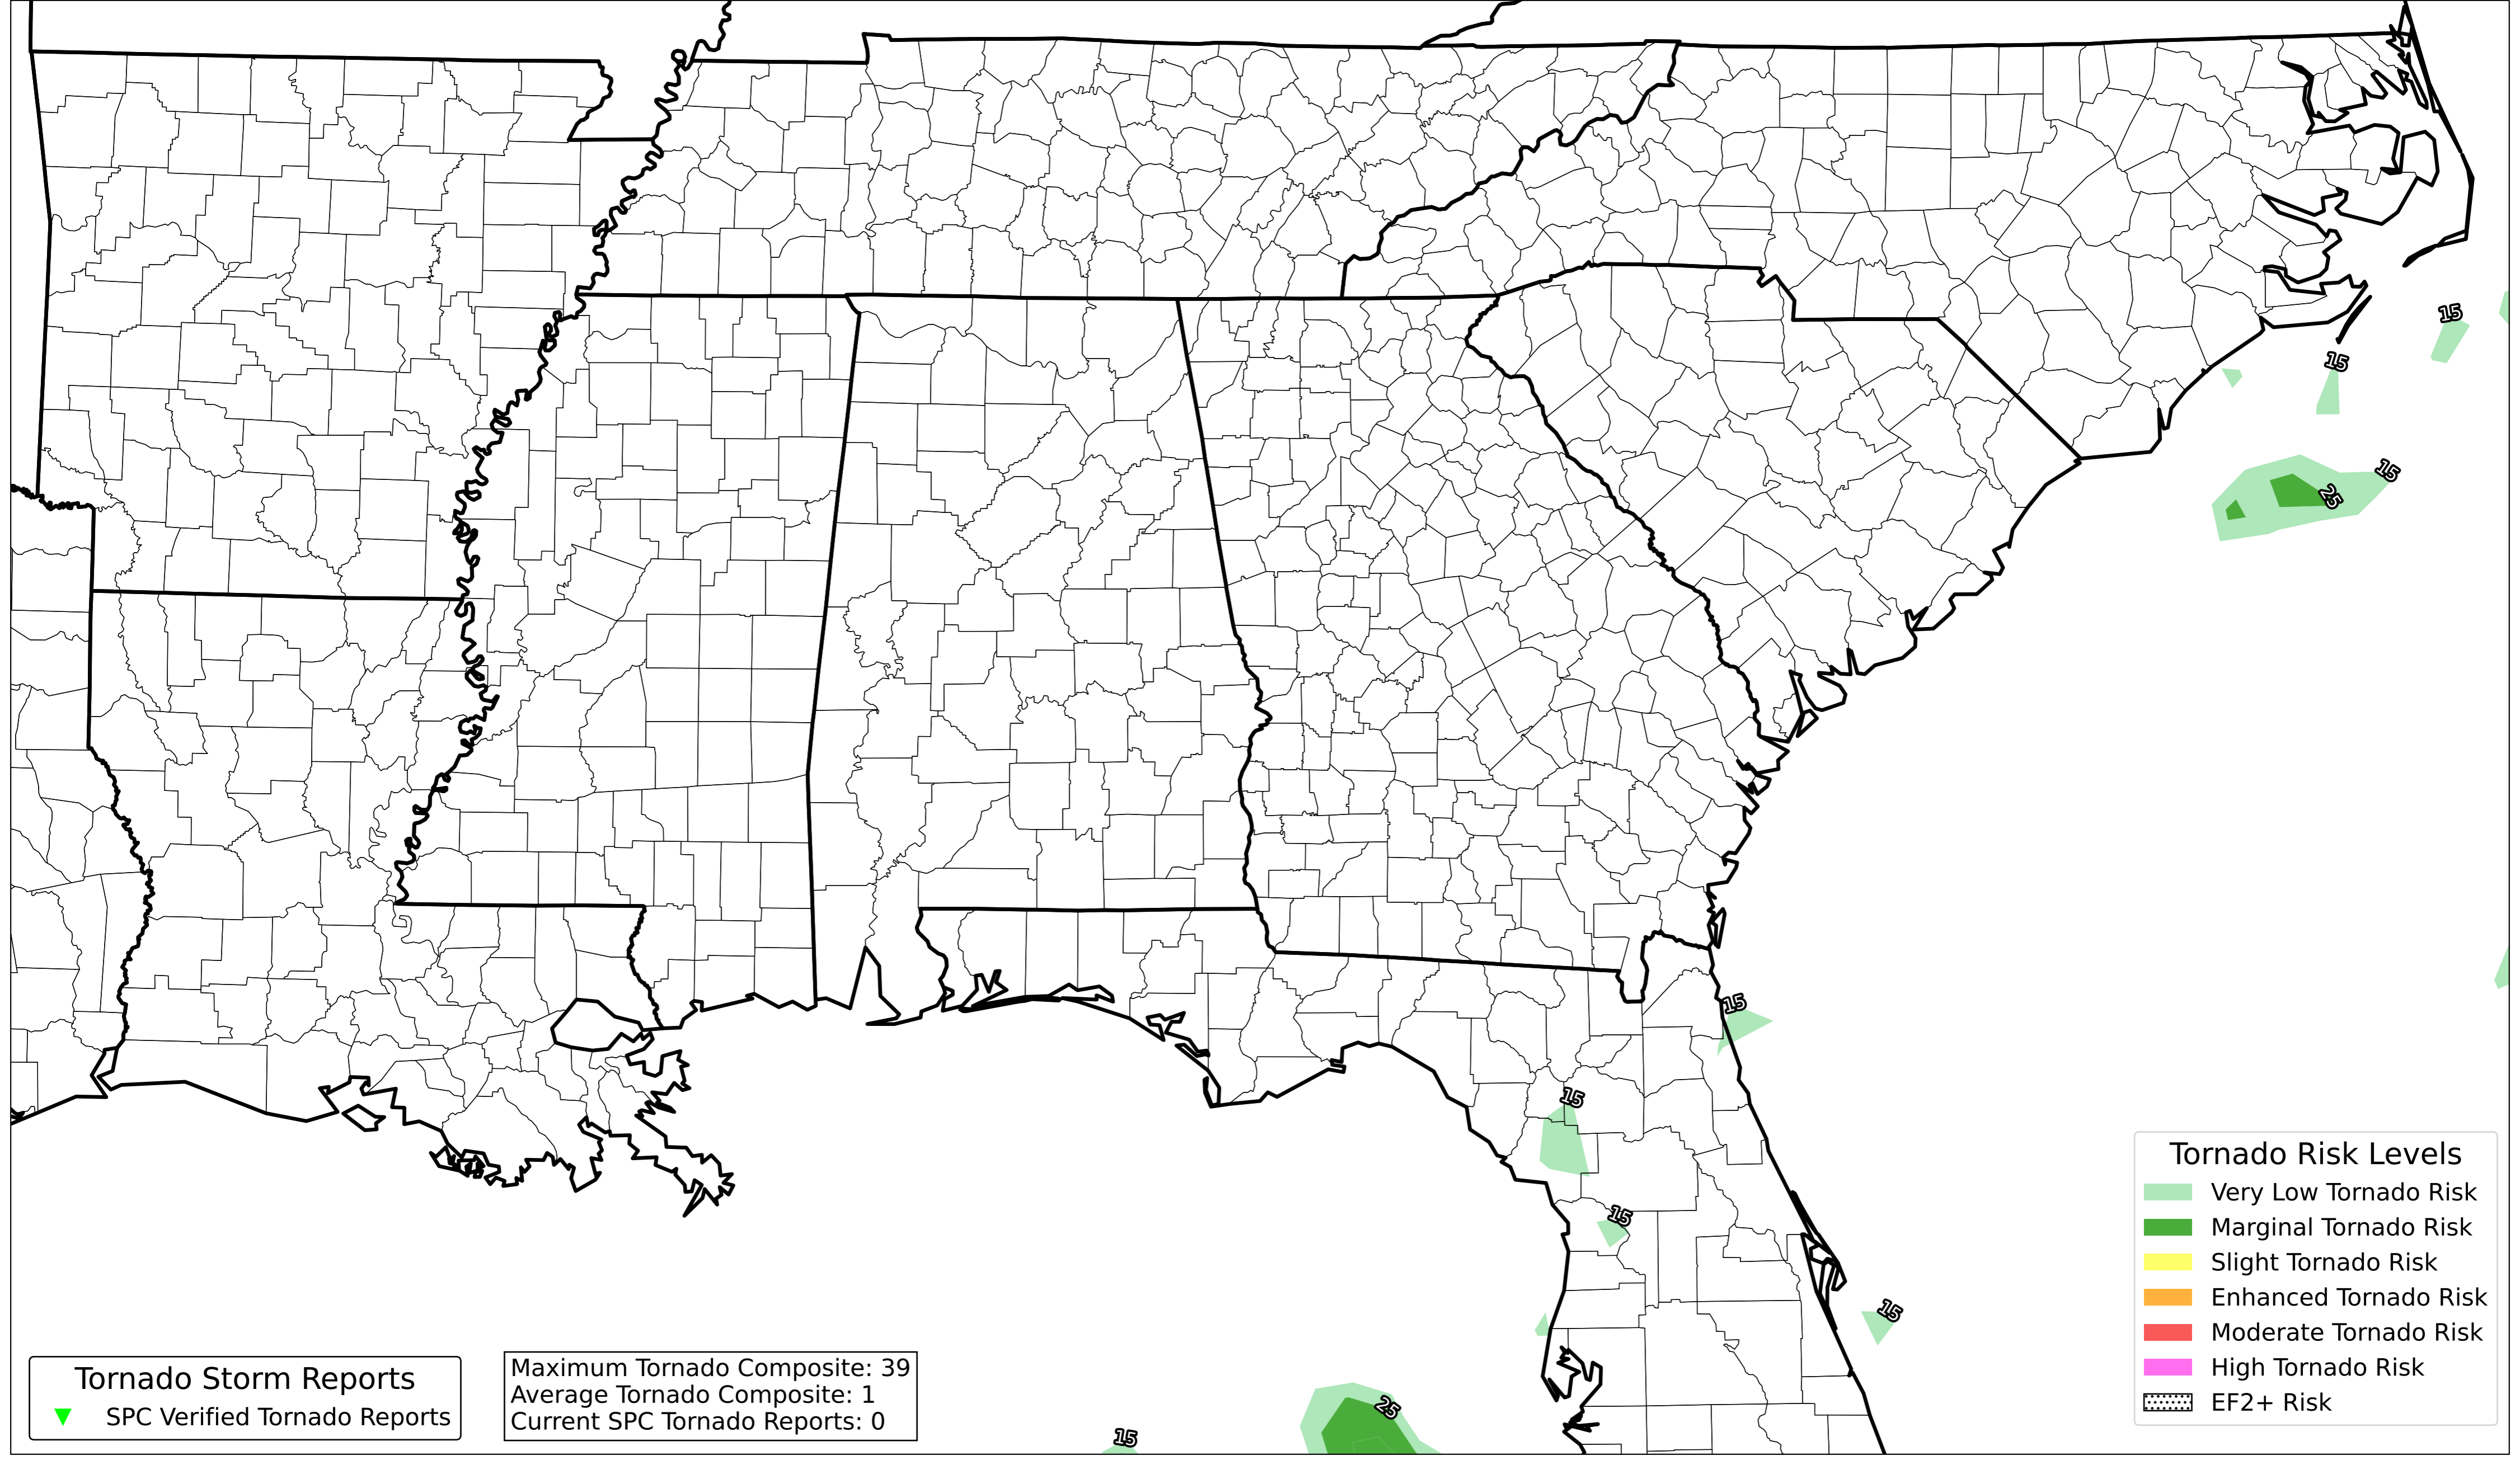 15
15
15
25
15
15
15
15
25
15
Tornado Risk Levels
Very Low Tornado Risk
Marginal Tornado Risk
Slight Tornado Risk
Enhanced Tornado Risk
Moderate Tornado Risk
High Tornado Risk
EF2+ Risk
Tornado Storm Reports
SPC Verified Tornado Reports
Maximum Tornado Composite: 39
Average Tornado Composite: 1
Current SPC Tornado Reports: 0